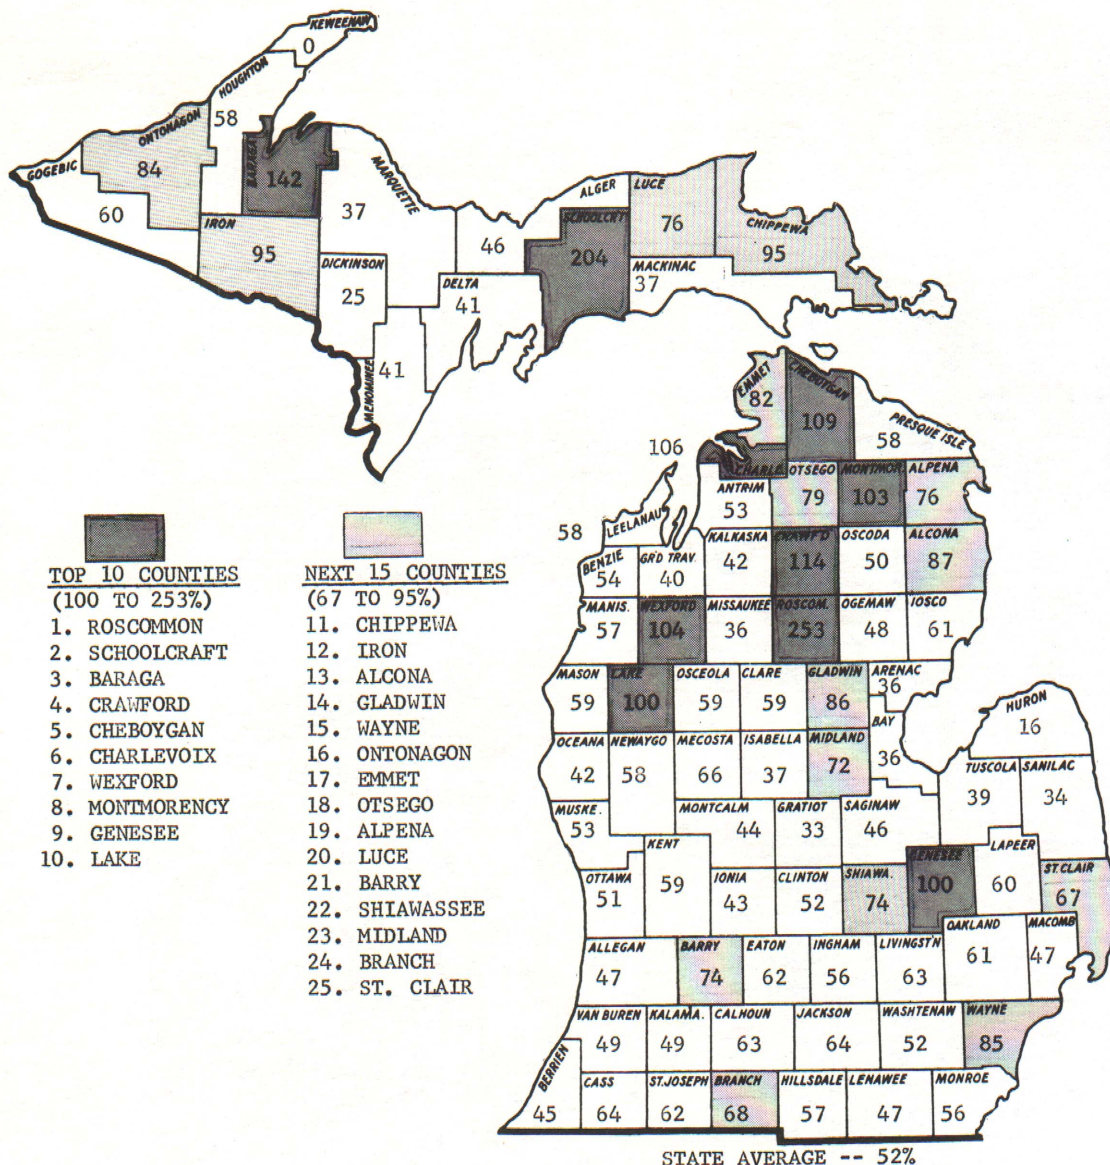 KEWEENAW
0
HOUGHTON
58
ONTONAGON
84
GOGEBIC
60
BARAGA
142
MARQUETTE
37
IRON
95
DICKINSON
25
MENOMINEE
41
DELTA
41
ALGER
46
SCHOOLCFT
204
LUCE
76
CHIPPEWA
95
MACKINAC
37
EMMET
82
CHEBOYGAN
109
PRESQUE ISLE
58
106
CHARLE.
OTSEGO
79
MONTMOR.
103
ALPENA
76
ANTRIM
53
58
LEELANAU
KALKASKA
42
CRAWF'D
114
OSCODA
50
ALCONA
87
BENZIE
54
GR'D TRAV.
40
MANIS.
57
WEXFORD
104
MISSAUKEE
36
ROSCOM.
253
OGEMAW
48
IOSCO
61
MASON
59
LAKE
100
OSCEOLA
59
CLARE
59
GLADWIN
86
ARENAC
36
HURON
16
OCEANA
42
NEWAYGO
58
MECOSTA
66
ISABELLA
37
MIDLAND
72
BAY
36
TUSCOLA
39
SANILAC
34
MUSKE.
53
MONTCALM
44
GRATIOT
33
SAGINAW
46
KENT
59
OTTAWA
51
IONIA
43
CLINTON
52
SHIAWA.
74
GENESEE
100
LAPEER
60
ST.CLAIR
67
ALLEGAN
47
BARRY
74
EATON
62
INGHAM
56
LIVINGST'N
63
OAKLAND
61
MACOMB
47
VAN BUREN
49
KALAMA.
49
CALHOUN
63
JACKSON
64
WASHTENAW
52
WAYNE
85
BERRIEN
45
CASS
64
ST.JOSEPH
62
BRANCH
68
HILLSDALE
57
LENAWEE
47
MONROE
56
STATE AVERAGE -- 52%
TOP 10 COUNTIES
(100 TO 253%)
1. ROSCOMMON
2. SCHOOLCRAFT
3. BARAGA
4. CRAWFORD
5. CHEBOYGAN
6. CHARLEVOIX
7. WEXFORD
8. MONTMORENCY
9. GENESEE
10. LAKE
NEXT 15 COUNTIES
(67 TO 95%)
11. CHIPPEWA
12. IRON
13. ALCONA
14. GLADWIN
15. WAYNE
16. ONTONAGON
17. EMMET
18. OTSEGO
19. ALPENA
20. LUCE
21. BARRY
22. SHIAWASSEE
23. MIDLAND
24. BRANCH
25. ST. CLAIR